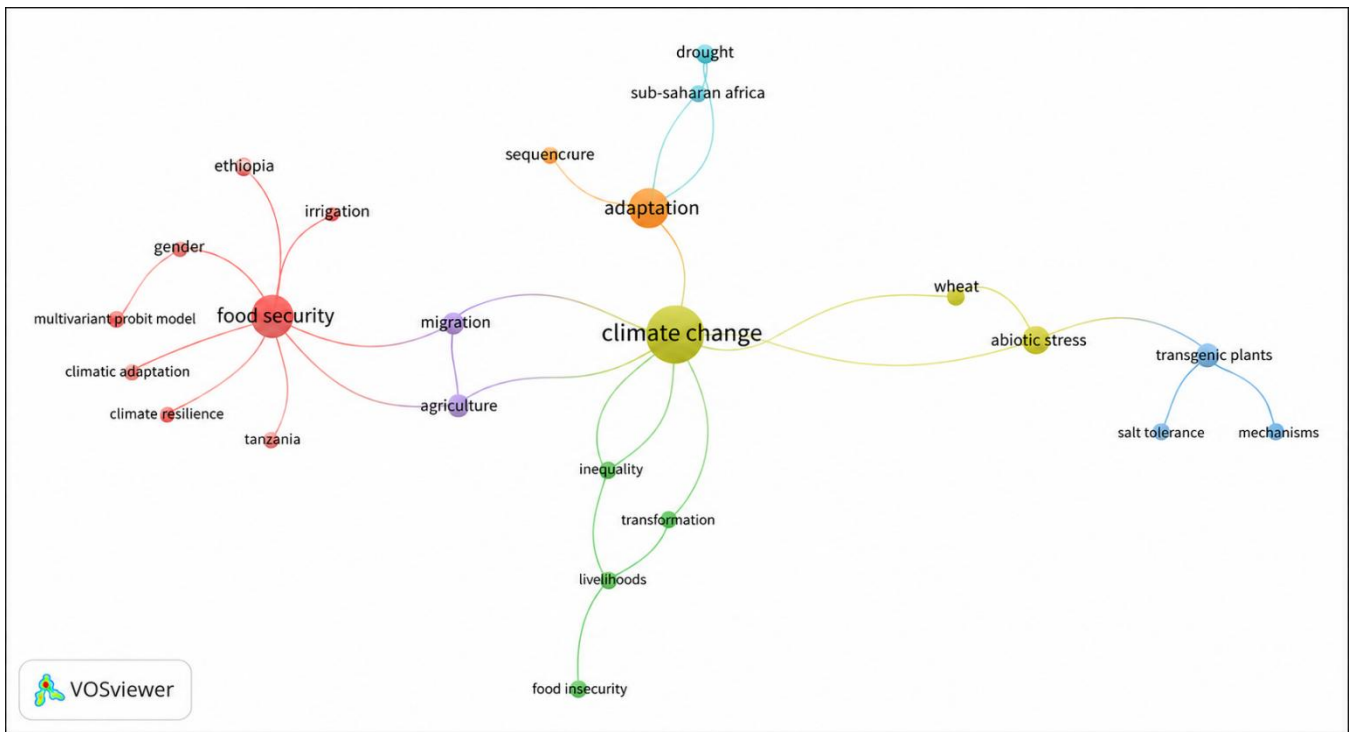 drought
sub-saharan africa
sequencıure
ethiopia
adaptation
irrigation
gender
wheat
food security
multivariant probit model
migration
climate change
abiotic stress
transgenic plants
climatic adaptation
agriculture
climate resilience
tanzania
salt tolerance
mechanisms
inequality
transformation
livelihoods
food insecurity
VOSviewer